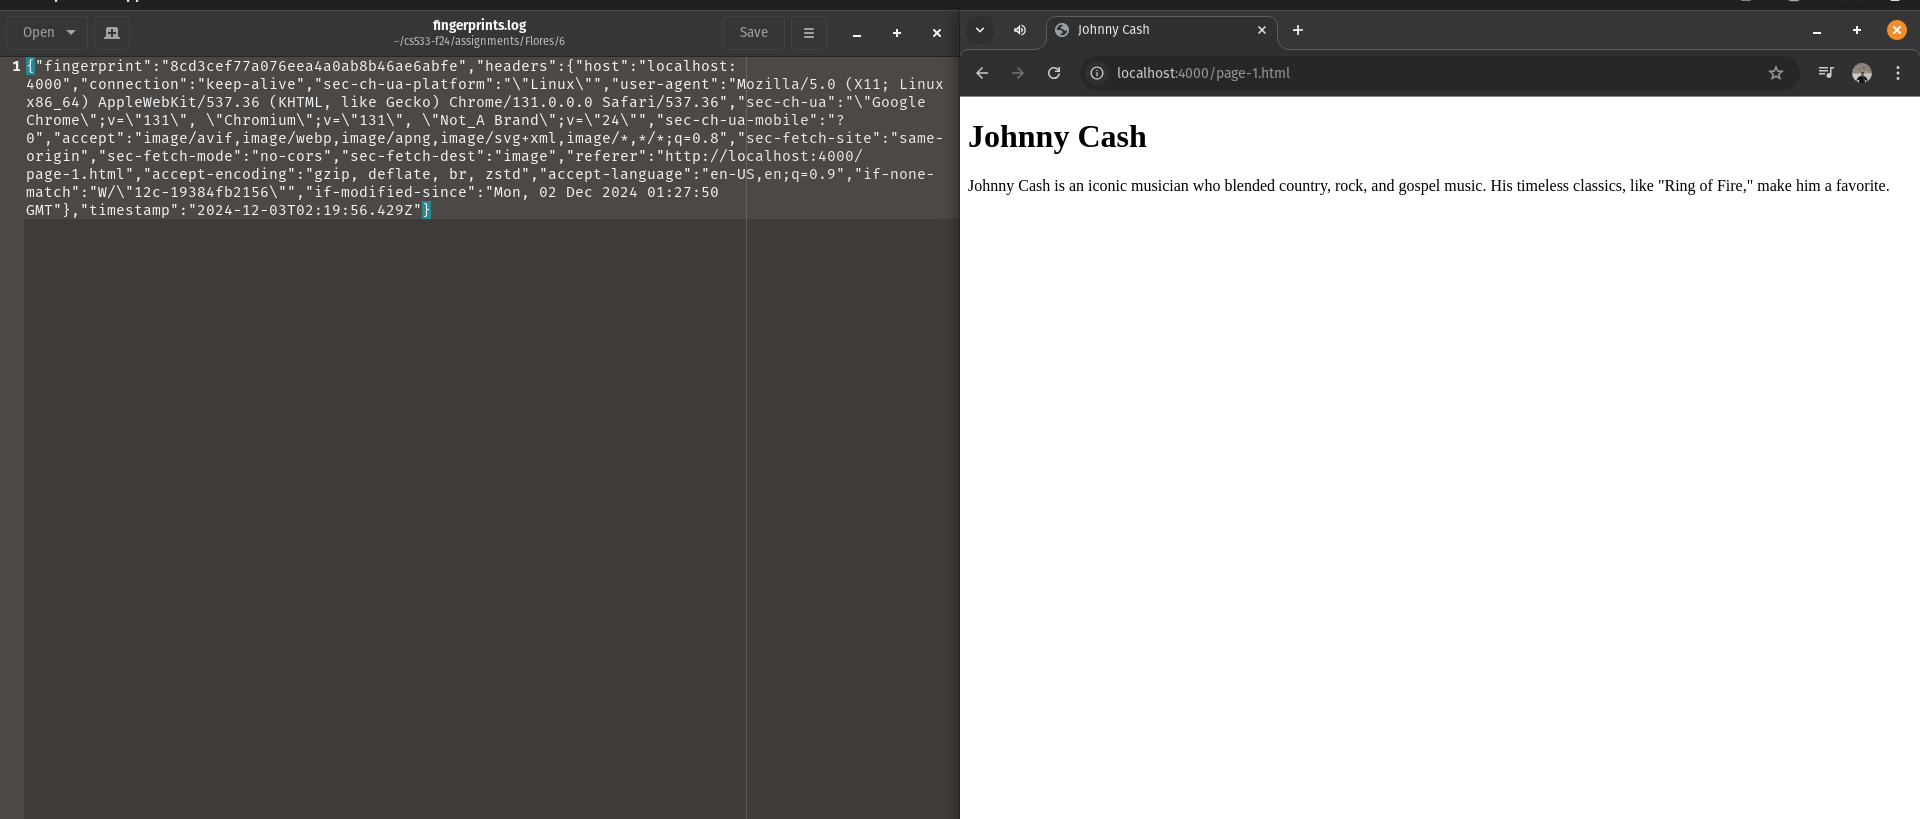 Open
fingerprints.log
~/cs533-f24/assignments/Flores/6
Save
1
{"fingerprint":"8cd3cef77a076eea4a0ab8b46ae6abfe","headers":{"host":"localhost:
4000","connection":"keep-alive","sec-ch-ua-platform":"\"Linux\"","user-agent":"Mozilla/5.0 (X11; Linux
x86_64) AppleWebKit/537.36 (KHTML, like Gecko) Chrome/131.0.0.0 Safari/537.36","sec-ch-ua":"\"Google
Chrome\";v=\"131\", \"Chromium\";v=\"131\", \"Not_A Brand\";v=\"24\"","sec-ch-ua-mobile":"?
0","accept":"image/avif,image/webp,image/apng,image/svg+xml,image/*,*/*;q=0.8","sec-fetch-site":"same-
origin","sec-fetch-mode":"no-cors","sec-fetch-dest":"image","referer":"http://localhost:4000/
page-1.html","accept-encoding":"gzip, deflate, br, zstd","accept-language":"en-US,en;q=0.9","if-none-
match":"W/\"12c-19384fb2156\"","if-modified-since":"Mon, 02 Dec 2024 01:27:50
GMT"},"timestamp":"2024-12-03T02:19:56.429Z"}
Johnny Cash
localhost:4000/page-1.html
Johnny Cash
Johnny Cash is an iconic musician who blended country, rock, and gospel music. His timeless classics, like "Ring of Fire," make him a favorite.